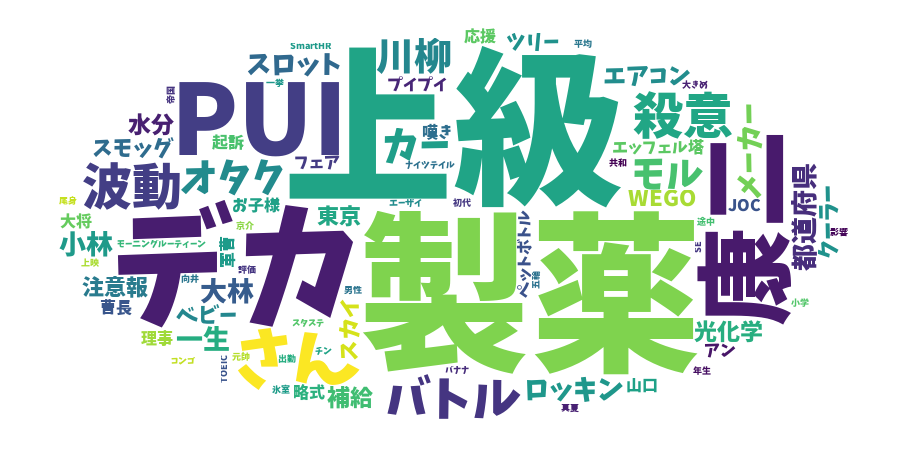 SmartHR
応援
ツリー
平均
川柳
スロット
一挙
プイプイ
エアコン
大きめ
帝国
PUI
上級
殺意
水分
スモッグ
起訴
カー
嘆き
フェア
ナイツテイル
エッフェル塔
共和
メーカー
波動
オタク
モル
康二
都道府県
お子様
エーザイ
初代
WEGO
JOC
尾身
大将
東京
途中
クーラー
小林
デカ
モーニングルーティーン
京介
軍曹
製薬
ペットボトル
五輪
SE
上映
向井
評価
注意報
大林
男性
曹長
ベビー
スカイ
小学
理事
一生
さん
スタステ
チン
光化学
アン
コンゴ
TOEIC
元帥
出勤
バナナ
年生
氷室
略式
補給
バトル
ロッキン
山口
真夏